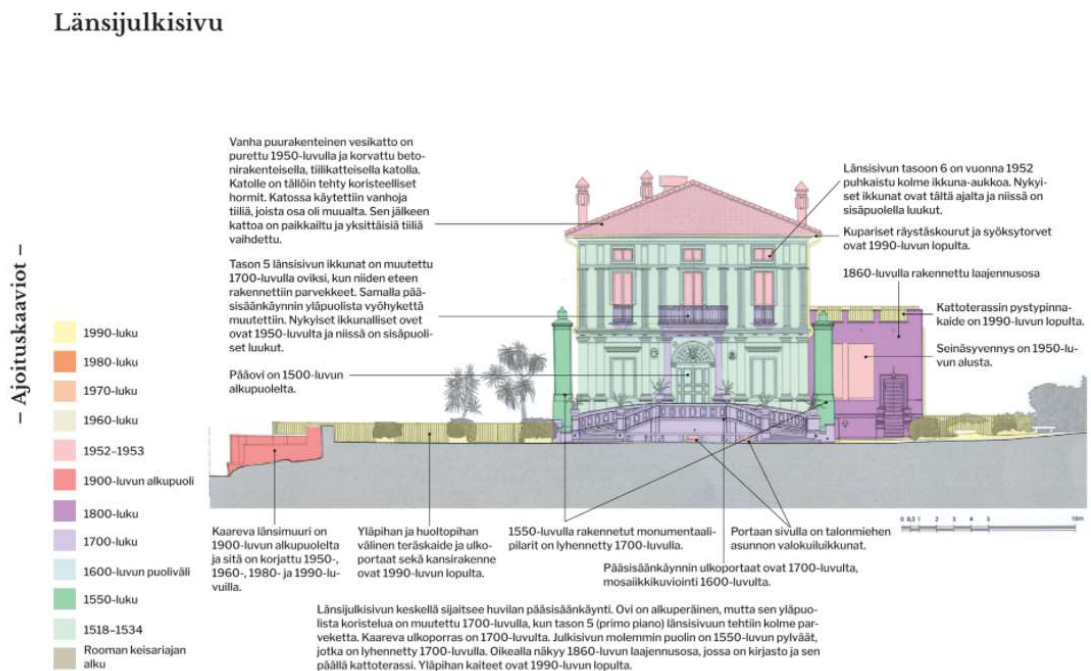 Länsijulkisivu
Vanha puurakenteinen vesikatto on
purettu 1950-luvulla ja korvattu beto-
nirakenteisella, tiilikatteisella katolla.
Katolle on tällöin tehty koristeelliset
hormit. Katossa käytettiin vanhoja
tiiliä, joista osa oli muualta. Sen jälkeen
kattoa on paikkailtu ja yksittäisiä tiiliä
vaihdettu.
Tason 5 länsisivun ikkunat on muutettu
1700-luvulla oviksi, kun niiden eteen
rakennettiin parvekkeet. Samalla pää-
sisäänkäynnin yläpuolista vyöhykettä
muutettiin. Nykyiset ikkunalliset ovet
ovat 1950-luvulta ja niissä on sisäpuoli-
set luukut.
Pääovi on 1500-luvun
alkupuolelta.
Länsisivun tasoon 6 on vuonna 1952
puhkaistu kolme ikkuna-aukkoa. Nykyi-
set ikkunat ovat tältä ajalta ja niissä on
sisäpuolella luukut.
Kupariset räystäskourut ja syöksytorvet
ovat 1990-luvun lopulta.
1860-luvulla rakennettu laajennusosa
Kattoterassin pystypinna-
kaide on 1990-luvun lopulta.
Seinäsyvennys on 1950-lu-
vun alusta.
– Ajoituskaaviot –
1990-luku
1980-luku
1970-luku
1960-luku
1952–1953
1900-luvun alkupuoli
1800-luku
1700-luku
1600-luvun puoliväli
1550-luku
1518–1534
Rooman keisariajan
alku
Kaareva länsimuuri on
1900-luvun alkupuolelta
ja sitä on korjattu 1950-,
1960-, 1980- ja 1990-lu-
vuilla.
Yläpihan ja huoltopihan
välinen teräskaide ja ulko-
portaat sekä kansirakenne
ovat 1990-luvun lopulta.
1550-luvulla rakennetut monumentaali-
pilarit on lyhennetty 1700-luvulla.
Portaan sivulla on talonmiehen
asunnon valokuiluikkunat.
Pääsisäänkäynnin ulkoportaat ovat 1700-luvulta,
mosaiikkikuviointi 1600-luvulta.
0 0,5 1 2 3 4 5 10m
Länsijulkisivun keskellä sijaitsee huvilan pääsisäänkäynti. Ovi on alkuperäinen, mutta sen yläpuo-
lista koristelua on muutettu 1700-luvulla, kun tason 5 (primo piano) länsisivuun tehtiin kolme par-
veketta. Kaareva ulkoporras on 1700-luvulta. Julkisivun molemmin puolin on 1550-luvun pylväät,
jotka on lyhennetty 1700-luvulla. Oikealla näkyy 1860-luvun laajennusosa, jossa on kirjasto ja sen
päällä kattoterassi. Yläpihan kaiteet ovat 1990-luvun lopulta.